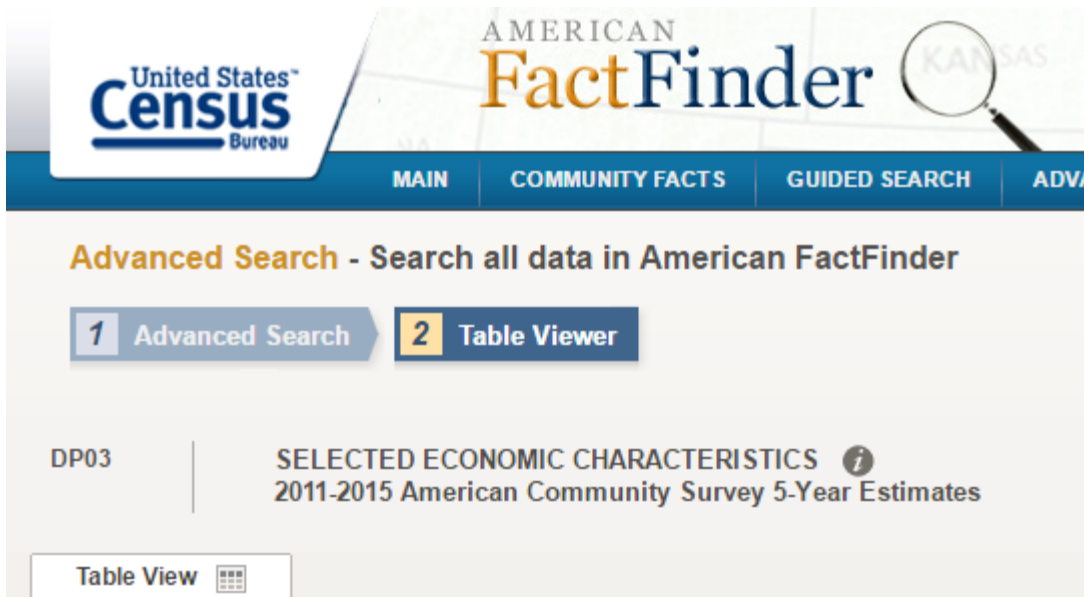 United States™
Census
Bureau
AMERICAN
FactFinder
KANSAS
MAIN
COMMUNITY FACTS
GUIDED SEARCH
Advanced Search - Search all data in American FactFinder
1 Advanced Search
2 Table Viewer
DP03
SELECTED ECONOMIC CHARACTERISTICS i
2011-2015 American Community Survey 5-Year Estimates
Table View